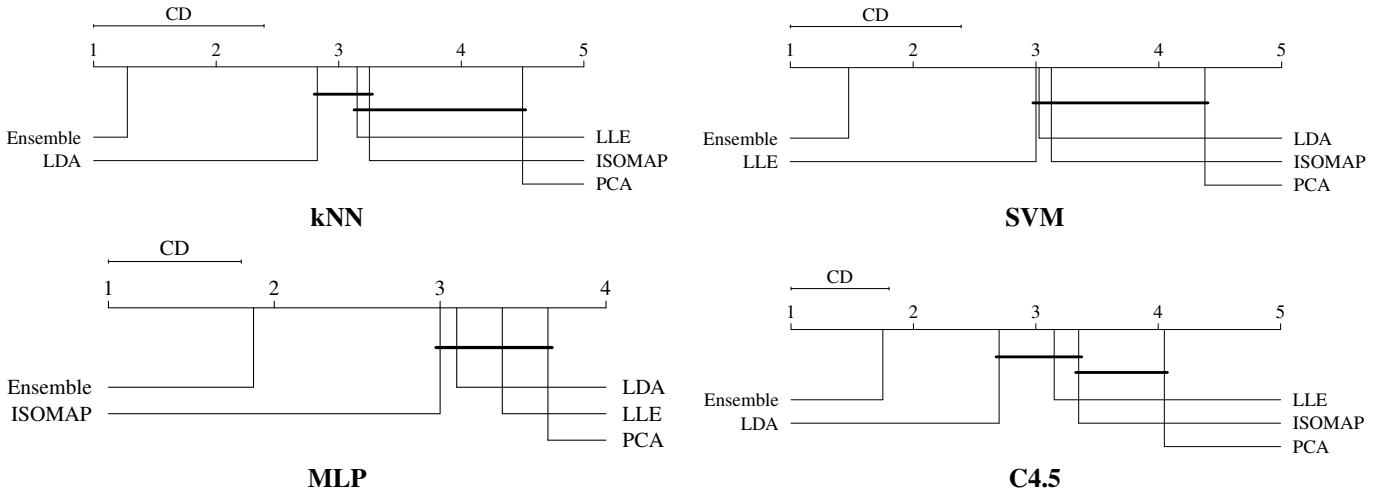 CD
1 2 3 4 5
Ensemble LLE
LDA ISOMAP
PCA
kNN
CD
1 2 3 4 5
Ensemble LDA
LLE ISOMAP
PCA
SVM
CD
1 2 3 4
Ensemble LDA
ISOMAP LLE
PCA
MLP
CD
1 2 3 4 5
Ensemble LLE
LDA ISOMAP
PCA
C4.5